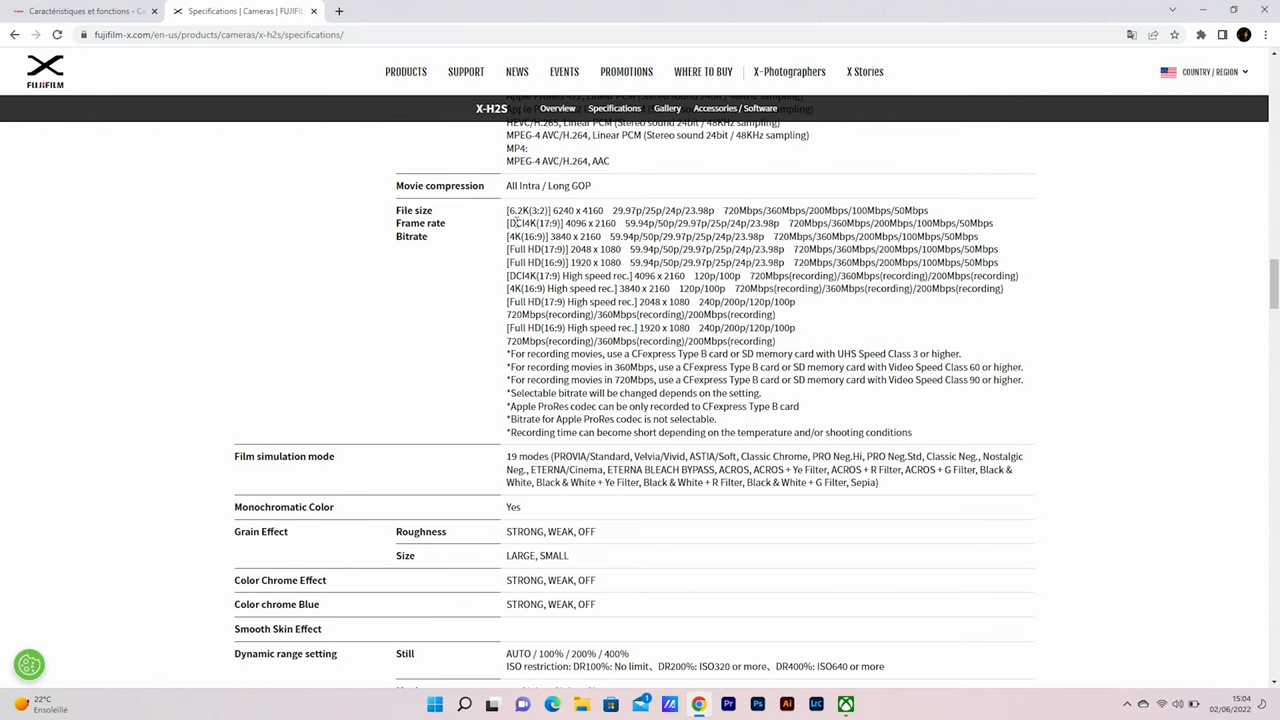 Caractéristiques et fonctions - Ca
Specifications | Cameras | FUJIFILM
fujifilm-x.com/en-us/products/cameras/x-h2s/specifications/
FUJIFILM
PRODUCTS
SUPPORT
NEWS
EVENTS
PROMOTIONS
WHERE TO BUY
X-Photographers
X Stories
COUNTRY / REGION
X-H2S
Overview
Specifications
Gallery
Accessories / Software
HEVC/H.265, Linear PCM (Stereo sound 24bit / 48KHz sampling)
MPEG-4 AVC/H.264, Linear PCM (Stereo sound 24bit / 48KHz sampling)
MP4:
MPEG-4 AVC/H.264, AAC
Movie compression All Intra / Long GOP
File size [6.2K(3:2)] 6240 x 4160 29.97p/25p/24p/23.98p 720Mbps/360Mbps/200Mbps/100Mbps/50Mbps
Frame rate [DCI4K(17:9)] 4096 x 2160 59.94p/50p/29.97p/25p/24p/23.98p 720Mbps/360Mbps/200Mbps/100Mbps/50Mbps
Bitrate [4K(16:9)] 3840 x 2160 59.94p/50p/29.97p/25p/24p/23.98p 720Mbps/360Mbps/200Mbps/100Mbps/50Mbps
[Full HD(17:9)] 2048 x 1080 59.94p/50p/29.97p/25p/24p/23.98p 720Mbps/360Mbps/200Mbps/100Mbps/50Mbps
[Full HD(16:9)] 1920 x 1080 59.94p/50p/29.97p/25p/24p/23.98p 720Mbps/360Mbps/200Mbps/100Mbps/50Mbps
[DCI4K(17:9) High speed rec.] 4096 x 2160 120p/100p 720Mbps(recording)/360Mbps(recording)/200Mbps(recording)
[4K(16:9) High speed rec.] 3840 x 2160 120p/100p 720Mbps(recording)/360Mbps(recording)/200Mbps(recording)
[Full HD(17:9) High speed rec.] 2048 x 1080 240p/200p/120p/100p
720Mbps(recording)/360Mbps(recording)/200Mbps(recording)
[Full HD(16:9) High speed rec.] 1920 x 1080 240p/200p/120p/100p
720Mbps(recording)/360Mbps(recording)/200Mbps(recording)
*For recording movies, use a CFexpress Type B card or SD memory card with UHS Speed Class 3 or higher.
*For recording movies in 360Mbps, use a CFexpress Type B card or SD memory card with Video Speed Class 60 or higher.
*For recording movies in 720Mbps, use a CFexpress Type B card or SD memory card with Video Speed Class 90 or higher.
*Selectable bitrate will be changed depends on the setting.
*Apple ProRes codec can be only recorded to CFexpress Type B card
*Bitrate for Apple ProRes codec is not selectable.
*Recording time can become short depending on the temperature and/or shooting conditions
Film simulation mode 19 modes (PROVIA/Standard, Velvia/Vivid, ASTIA/Soft, Classic Chrome, PRO Neg.Hi, PRO Neg.Std, Classic Neg., Nostalgic
Neg., ETERNA/Cinema, ETERNA BLEACH BYPASS, ACROS, ACROS + Ye Filter, ACROS + R Filter, ACROS + G Filter, Black &
White, Black & White + Ye Filter, Black & White + R Filter, Black & White + G Filter, Sepia)
Monochromatic Color Yes
Grain Effect Roughness STRONG, WEAK, OFF
Size LARGE, SMALL
Color Chrome Effect STRONG, WEAK, OFF
Color chrome Blue STRONG, WEAK, OFF
Smooth Skin Effect
Dynamic range setting Still AUTO / 100% / 200% / 400%
ISO restriction: DR100%: No limit、DR200%: ISO320 or more、DR400%: ISO640 or more
22°C
Ensoleillé
1
Pr
Ps
Ai
Lrc
15:04
02/06/2022